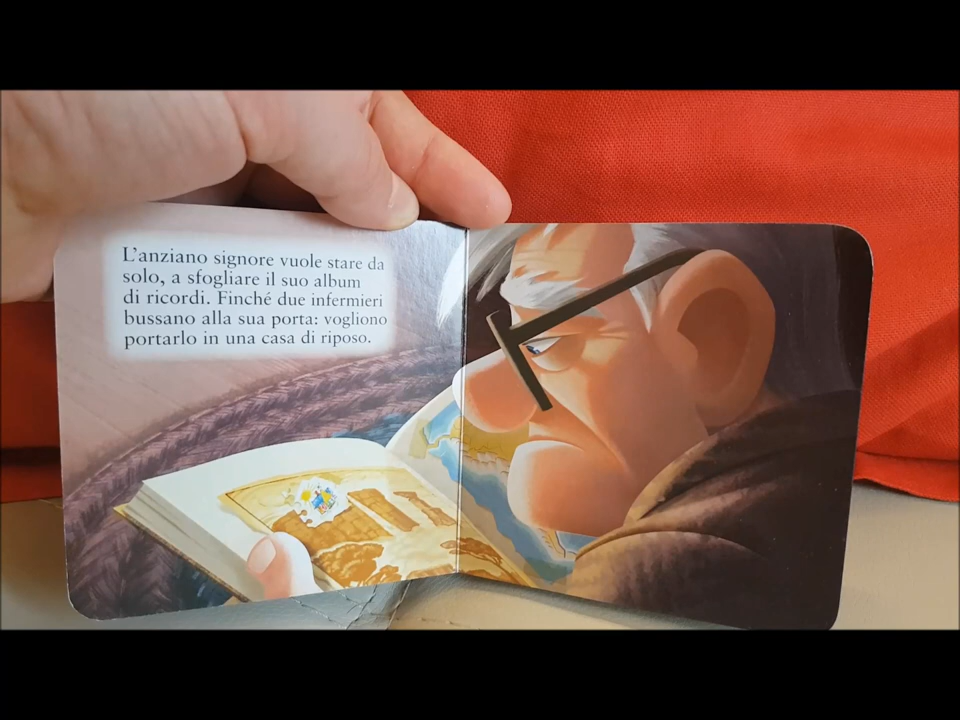 L'anziano signore vuole stare da
solo, a sfogliare il suo album
di ricordi. Finché due infermieri
bussano alla sua porta: vogliono
portarlo in una casa di riposo.